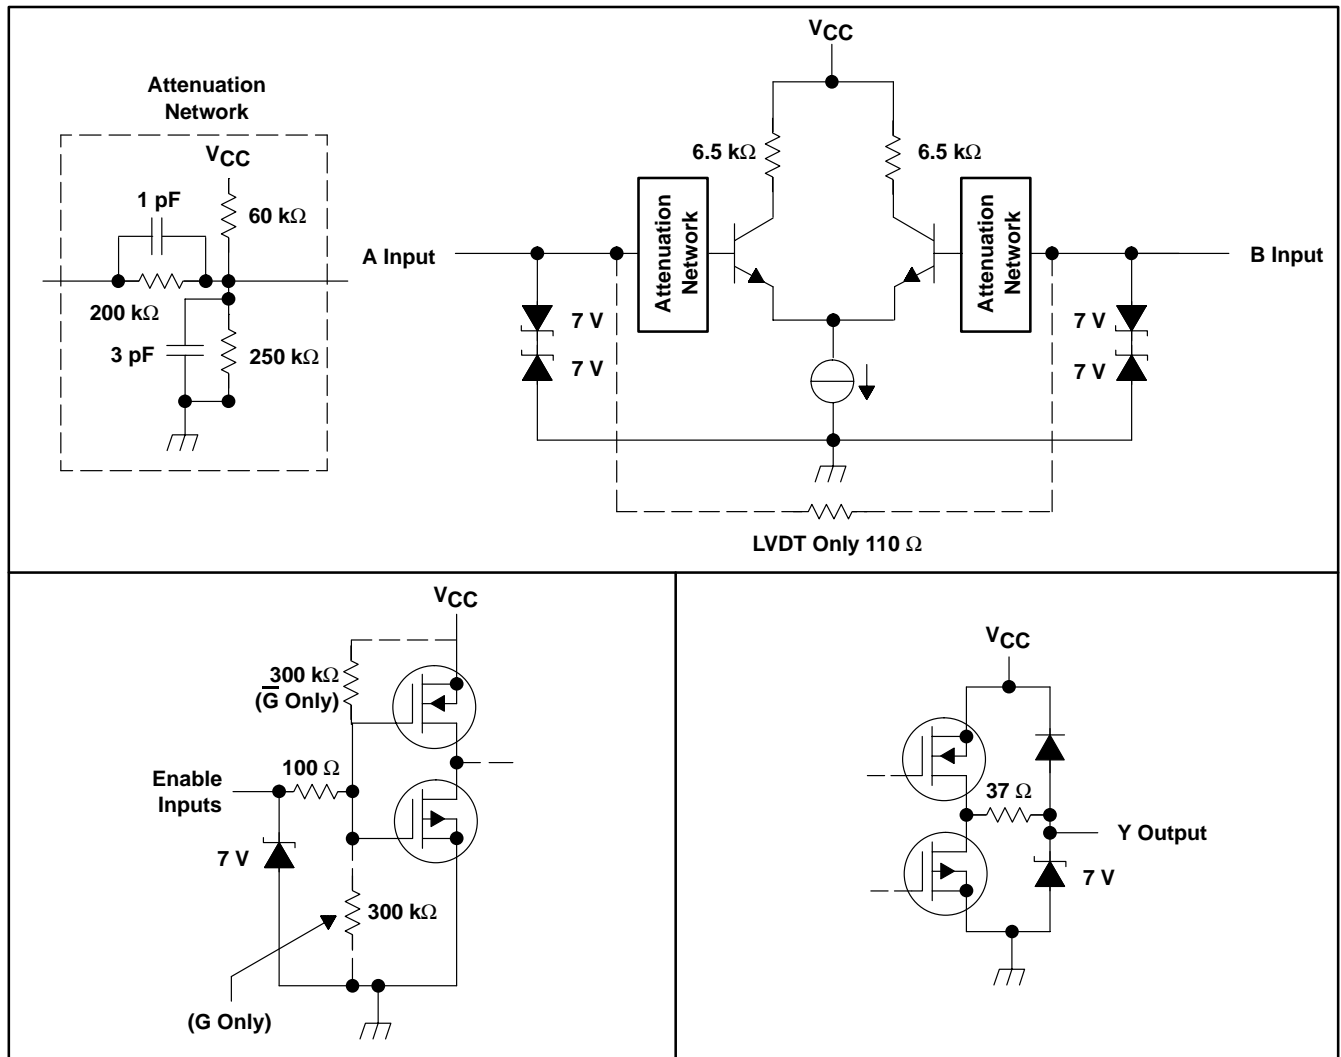 VCC
Attenuation
Network
VCC
1 pF
60 kΩ
200 kΩ
3 pF
250 kΩ
6.5 kΩ
6.5 kΩ
A Input
Attenuation
Network
Attenuation
Network
B Input
7 V
7 V
7 V
7 V
LVDT Only 110 Ω
VCC
300 kΩ
(G̅ Only)
100 Ω
Enable
Inputs
7 V
300 kΩ
(G Only)
VCC
37 Ω
Y Output
7 V